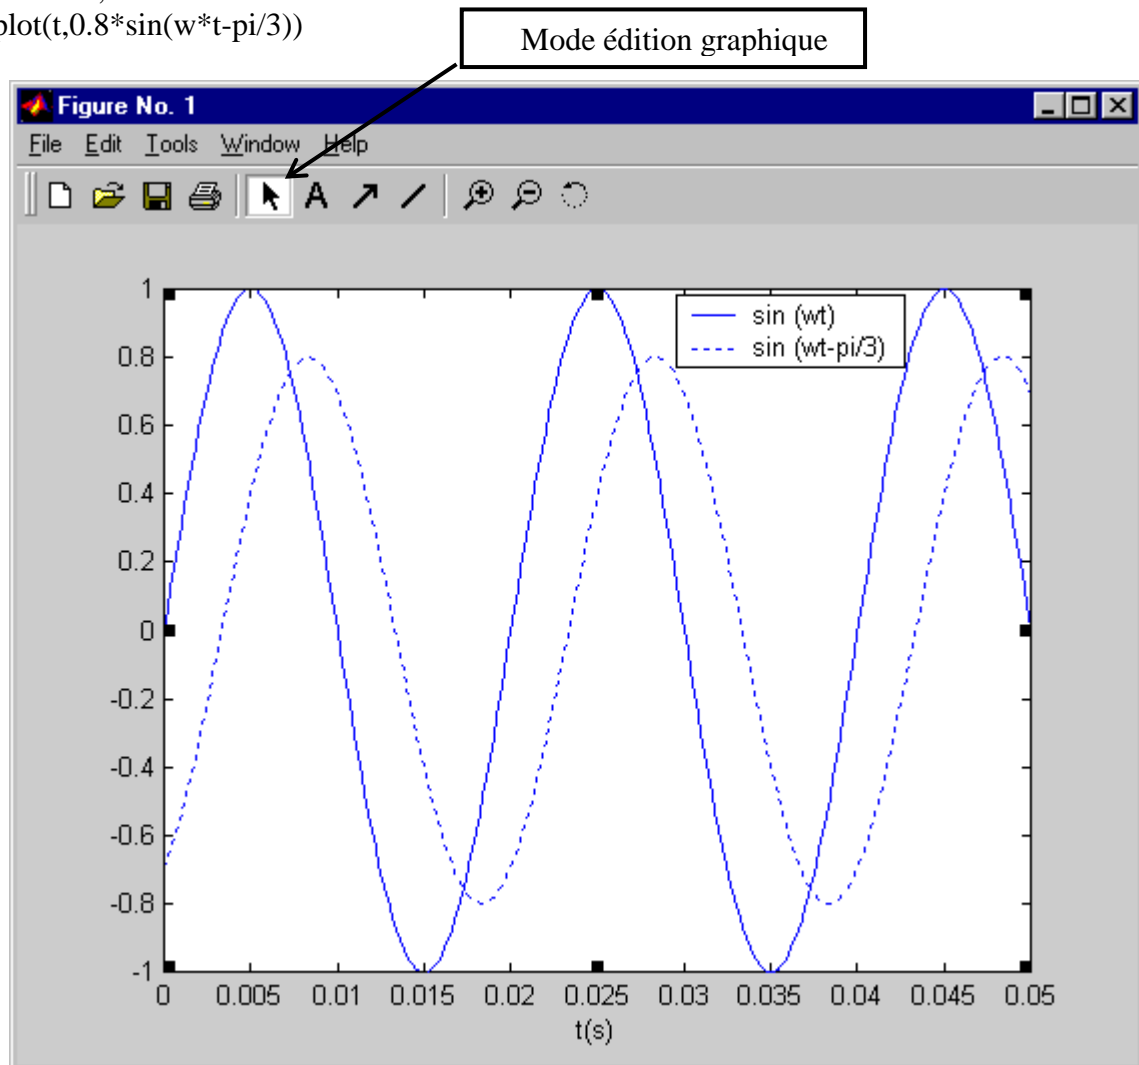 plot(t,0.8*sin(w*t-pi/3))
Mode édition graphique
Figure No. 1
File Edit Tools Window Help
A
1
0.8
0.6
0.4
0.2
0
-0.2
-0.4
-0.6
-0.8
-1
sin (wt)
sin (wt-pi/3)
0 0.005 0.01 0.015 0.02 0.025 0.03 0.035 0.04 0.045 0.05
t(s)